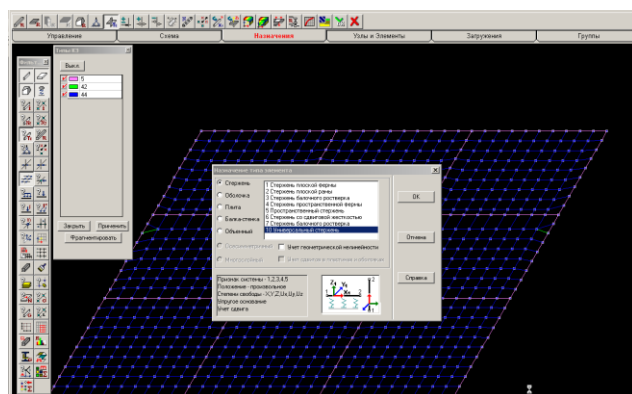 Управление Схема Назначения Узлы и Элементы Загружения Группы
Типы КЭ
Выкл.
5
42
44
Закрыть Применить
Фрагментировать
Назначение типа элемента
Стержень
Оболочка
Плита
Балка-стенка
Объемный
1 Стержень плоской фермы
2 Стержень плоской рамы
3 Стержень балочного ростверка
4 Стержень пространственной фермы
5 Пространственный стержень
6 Стержень со сдвиговой жесткостью
7 Стержень балочного ростверка
10 Универсальный стержень
OK
Отмена
Справка
Учет геометрической нелинейности
Признак системы - 1,2,3,4,5
Положение - произвольное
Степени свободы - X,Y,Z,Ux,Uy,Uz
Упругое основание
Учет сдвига